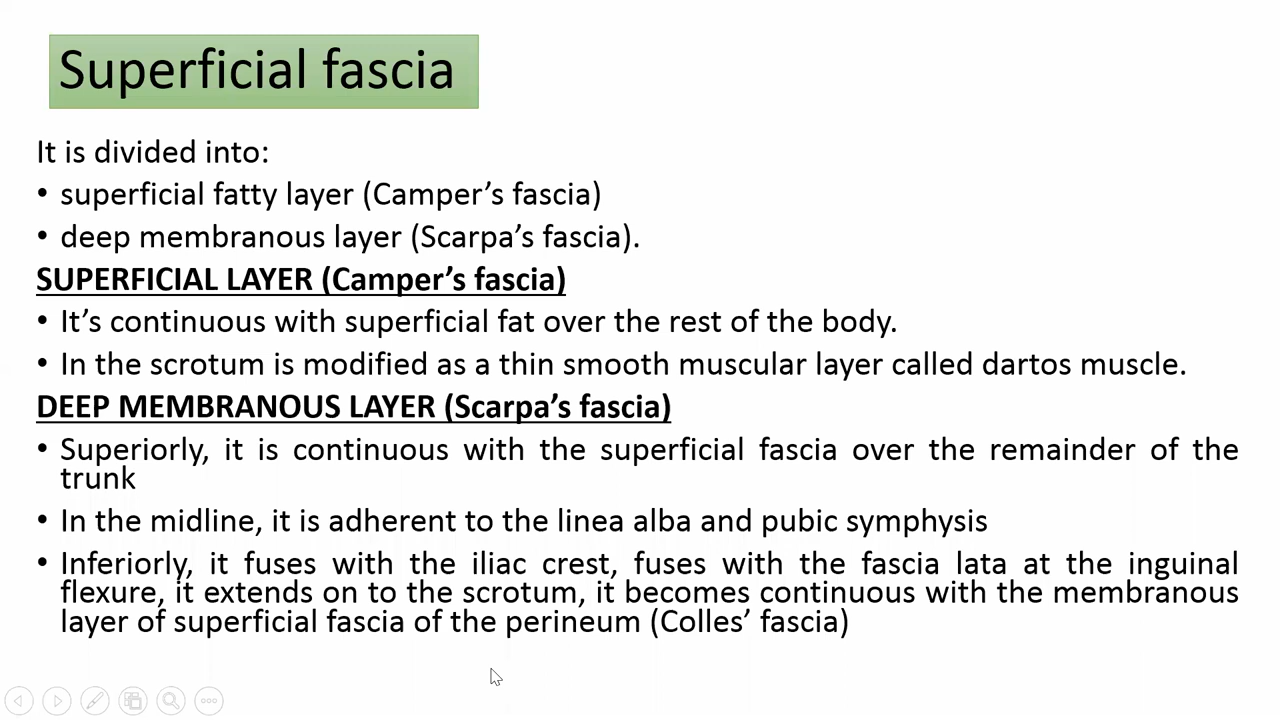 Superficial fascia
It is divided into:
• superficial fatty layer (Camper’s fascia)
• deep membranous layer (Scarpa’s fascia).
SUPERFICIAL LAYER (Camper’s fascia)
• It’s continuous with superficial fat over the rest of the body.
• In the scrotum is modified as a thin smooth muscular layer called dartos muscle.
DEEP MEMBRANOUS LAYER (Scarpa’s fascia)
• Superiorly, it is continuous with the superficial fascia over the remainder of the
trunk
• In the midline, it is adherent to the linea alba and pubic symphysis
• Inferiorly, it fuses with the iliac crest, fuses with the fascia lata at the inguinal
flexure, it extends on to the scrotum, it becomes continuous with the membranous
layer of superficial fascia of the perineum (Colles’ fascia)